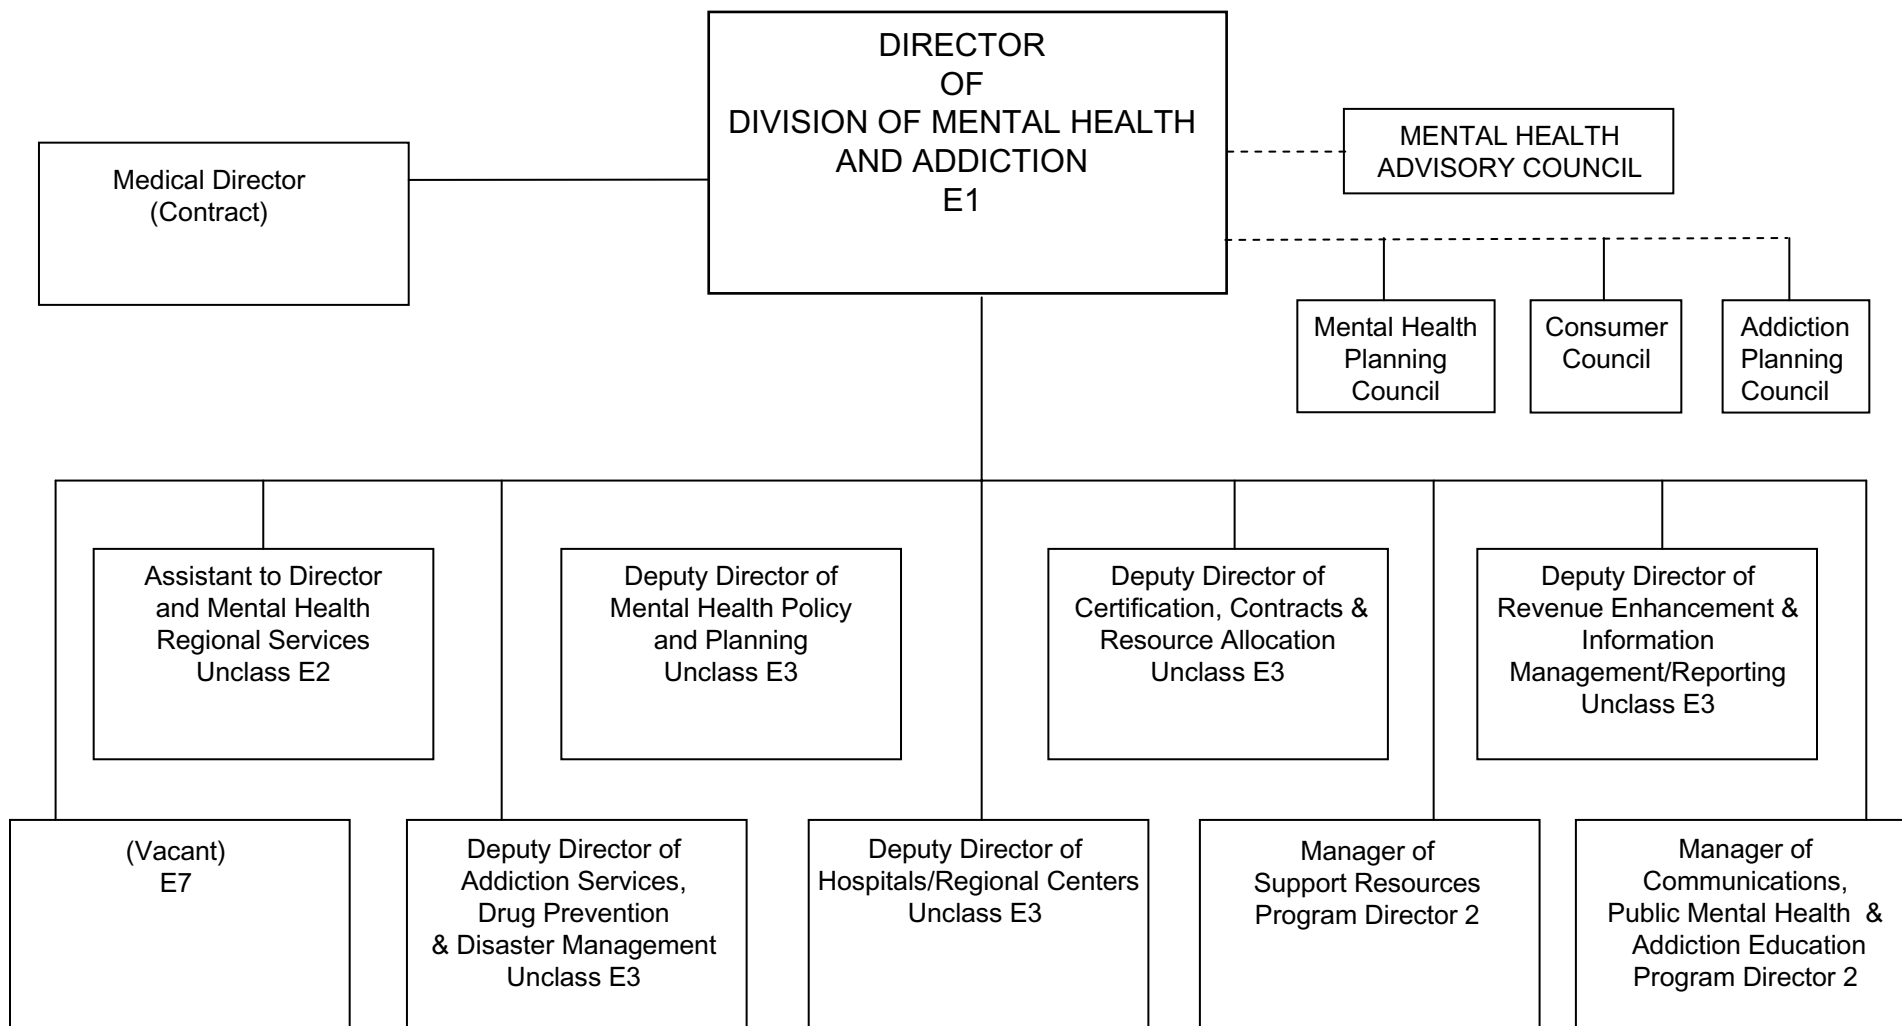 DIRECTOR
OF
DIVISION OF MENTAL HEALTH
AND ADDICTION
E1
Medical Director
(Contract)
MENTAL HEALTH
ADVISORY COUNCIL
Mental Health
Planning
Council
Consumer
Council
Addiction
Planning
Council
Assistant to Director
and Mental Health
Regional Services
Unclass E2
Deputy Director of
Mental Health Policy
and Planning
Unclass E3
Deputy Director of
Certification, Contracts &
Resource Allocation
Unclass E3
Deputy Director of
Revenue Enhancement &
Information
Management/Reporting
Unclass E3
(Vacant)
E7
Deputy Director of
Addiction Services,
Drug Prevention
& Disaster Management
Unclass E3
Deputy Director of
Hospitals/Regional Centers
Unclass E3
Manager of
Support Resources
Program Director 2
Manager of
Communications,
Public Mental Health &
Addiction Education
Program Director 2